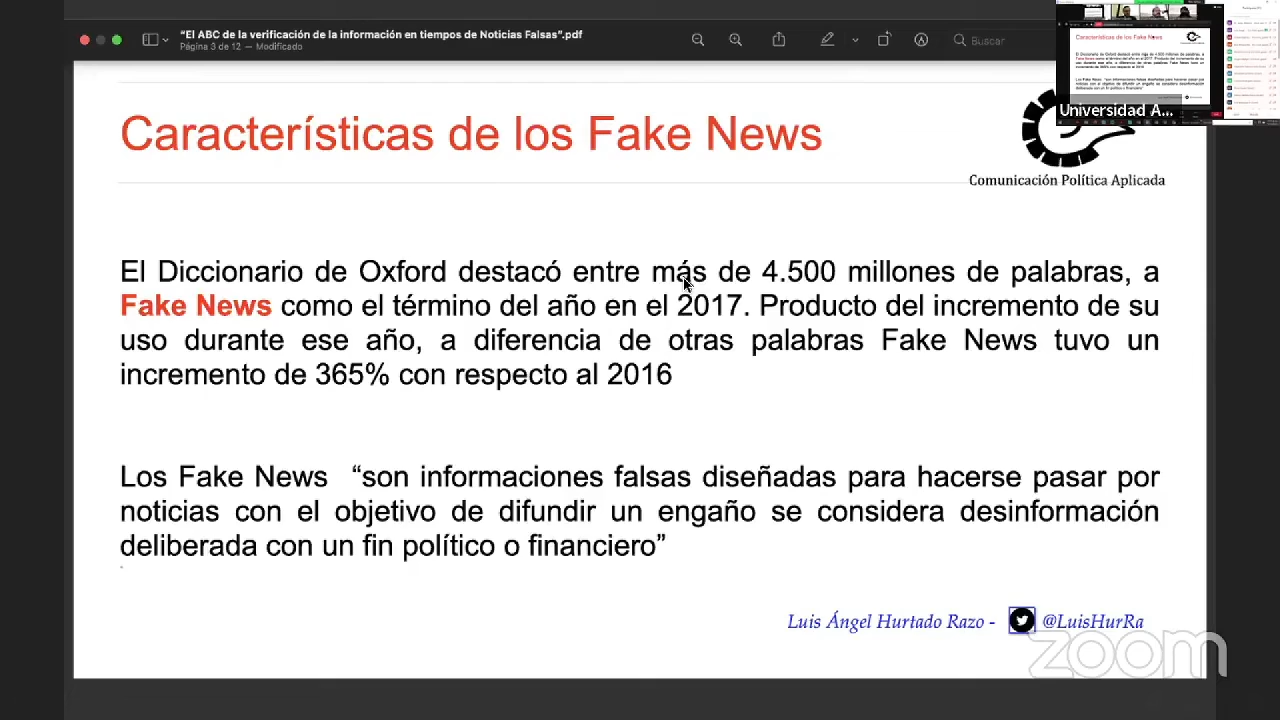 “El ABC de la verificación de la información en tiempos de Noticias Falsas”.pdf
Página 3 de 12 — Modificado
Buscar
Universidad A...
Características de los Fake News
Comunicación Política Aplicada
El Diccionario de Oxford destacó entre más de 4.500 millones de palabras, a
Fake News como el término del año en el 2017. Producto del incremento de su
uso durante ese año, a diferencia de otras palabras Fake News tuvo un
incremento de 365% con respecto al 2016
Los Fake News “son informaciones falsas diseñadas para hacerse pasar por
noticias con el objetivo de difundir un engaño se considera desinformación
deliberada con un fin político o financiero”
Luis Ángel Hurtado Razo - @LuisHurRa
zoom